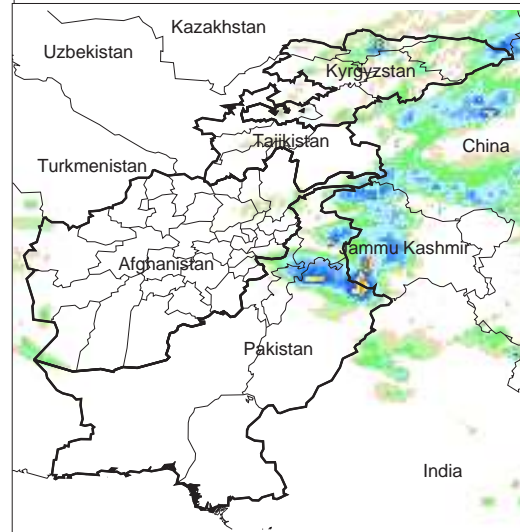 Kazakhstan
Uzbekistan
Kyrgyzstan
Tajikistan
China
Turkmenistan
Jammu Kashmir
Afghanistan
Pakistan
India